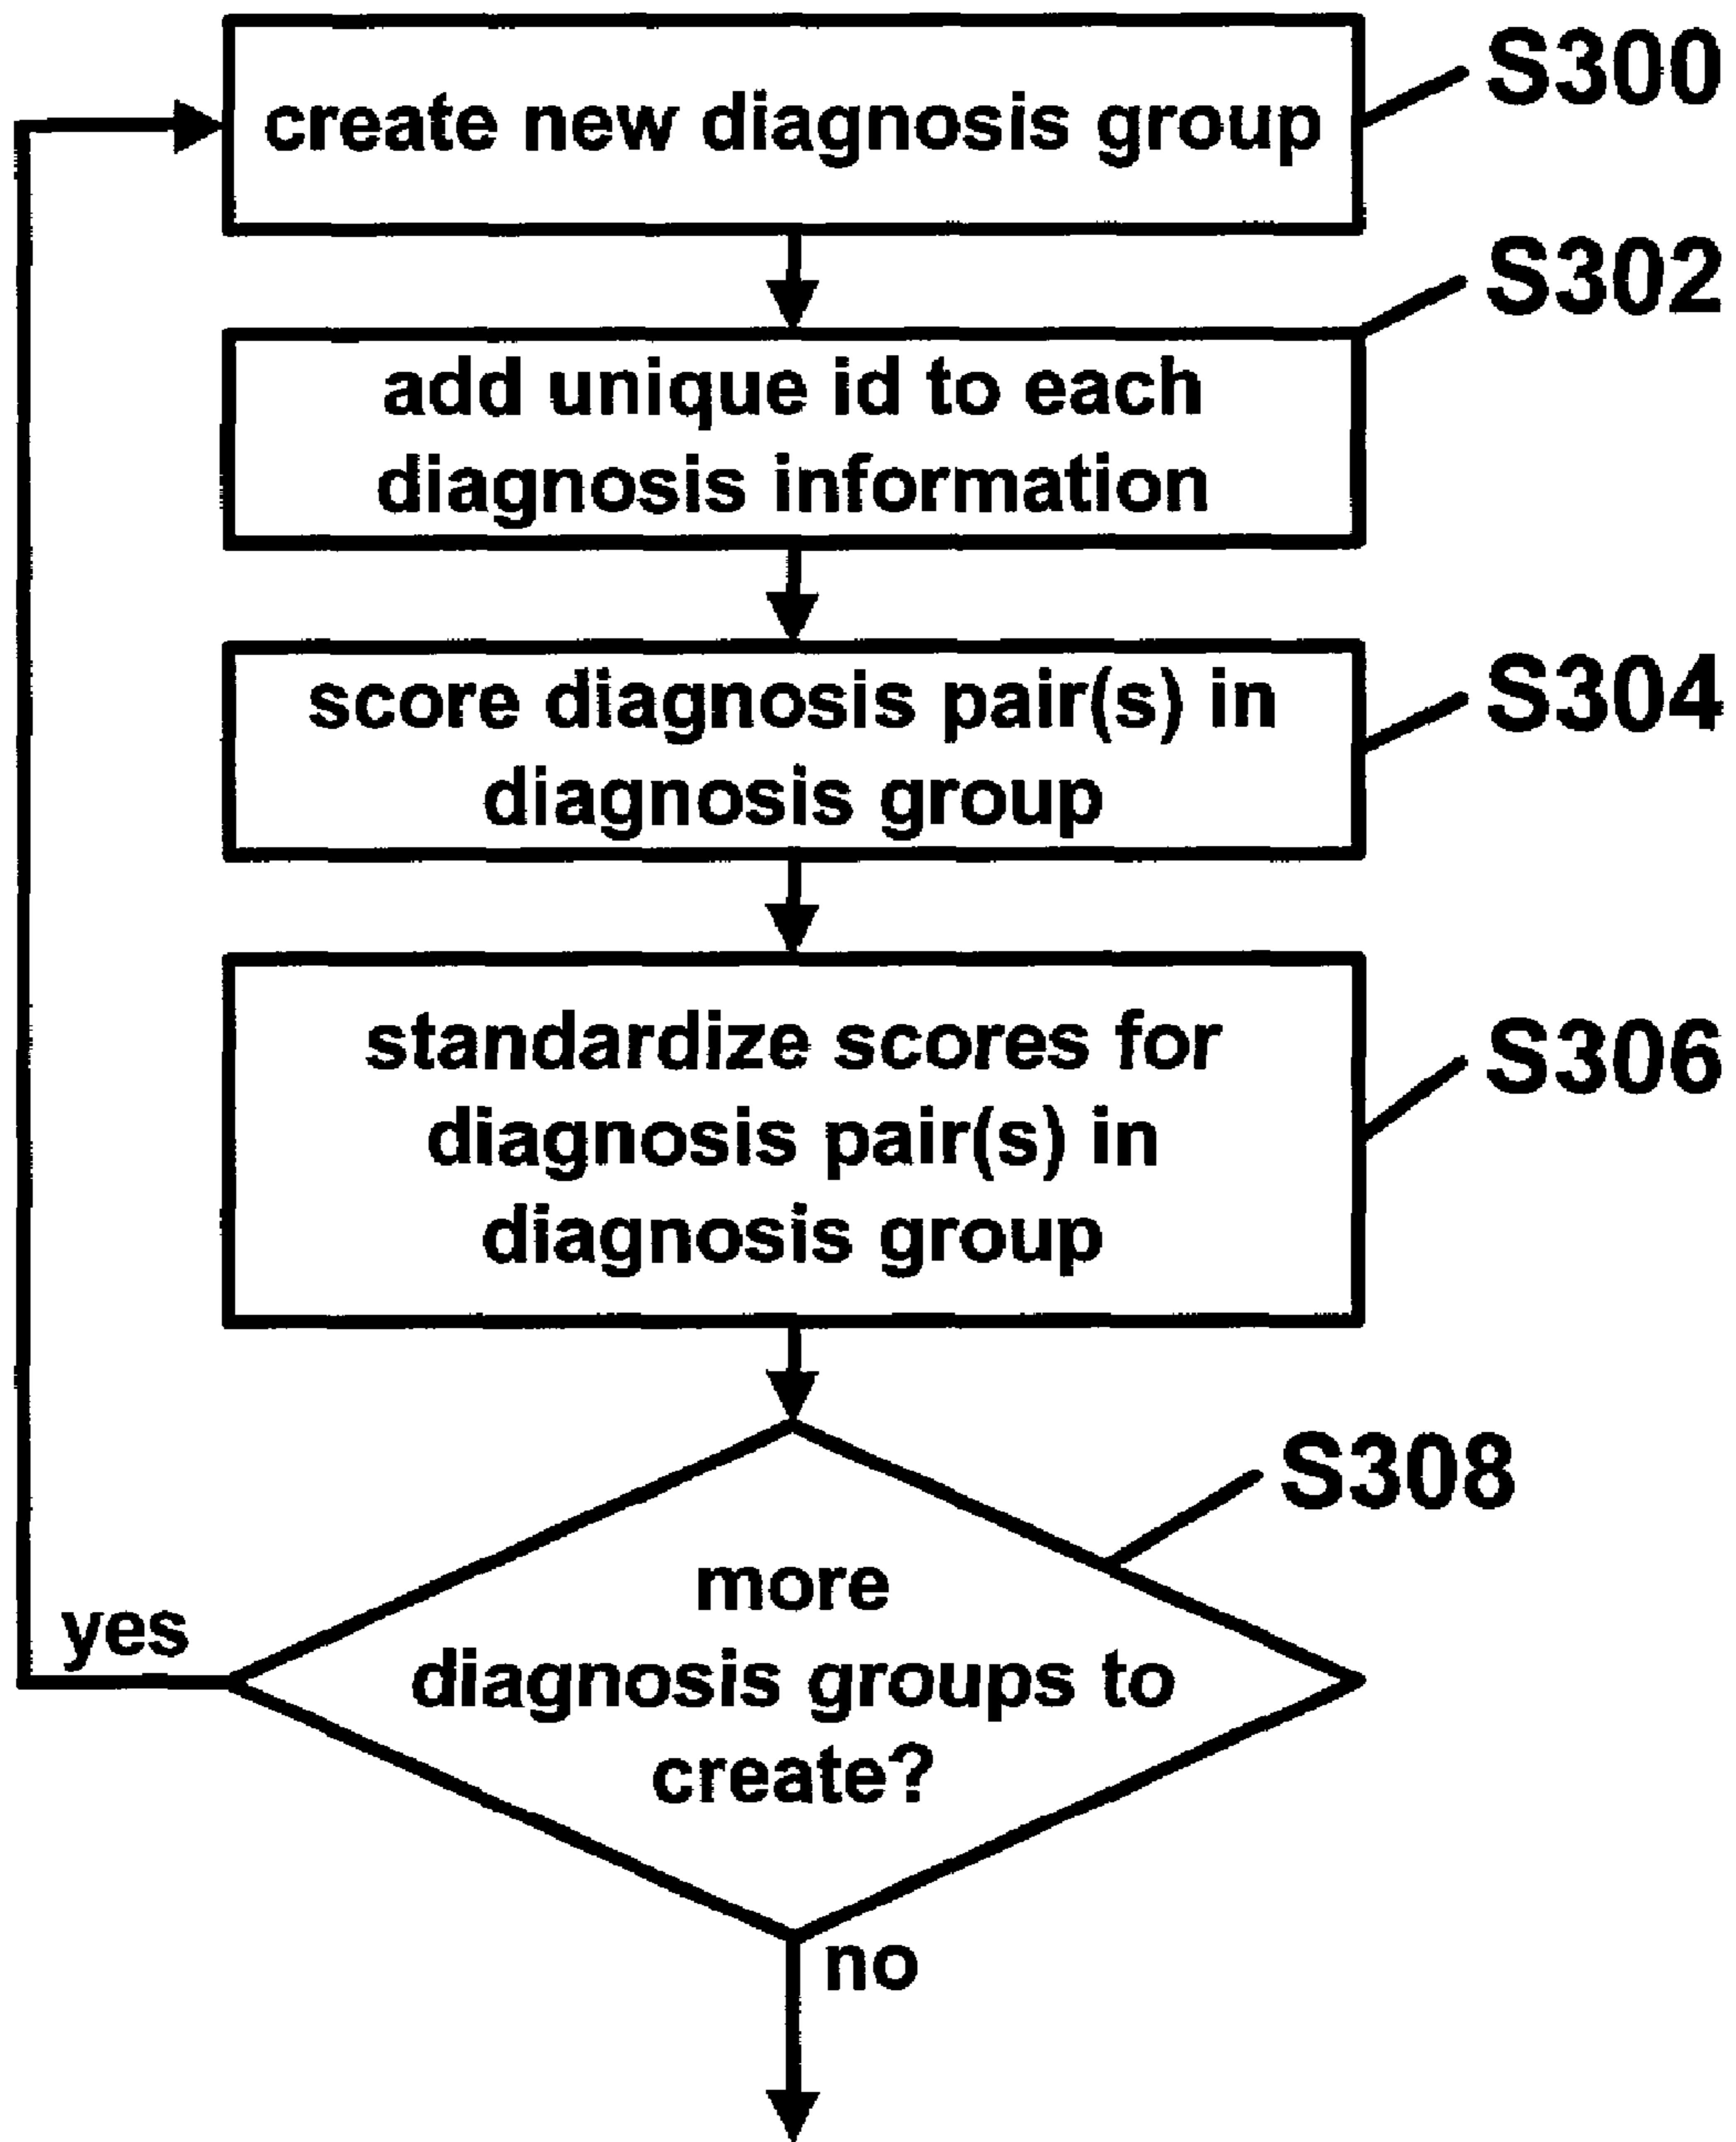 create new diagnosis group
S300
S302
add unique id to each
diagnosis information
score diagnosis pair(s) in
diagnosis group
S304
standardize scores for
diagnosis pair(s) in
diagnosis group
S306
S308
more
diagnosis groups to
create?
yes
no